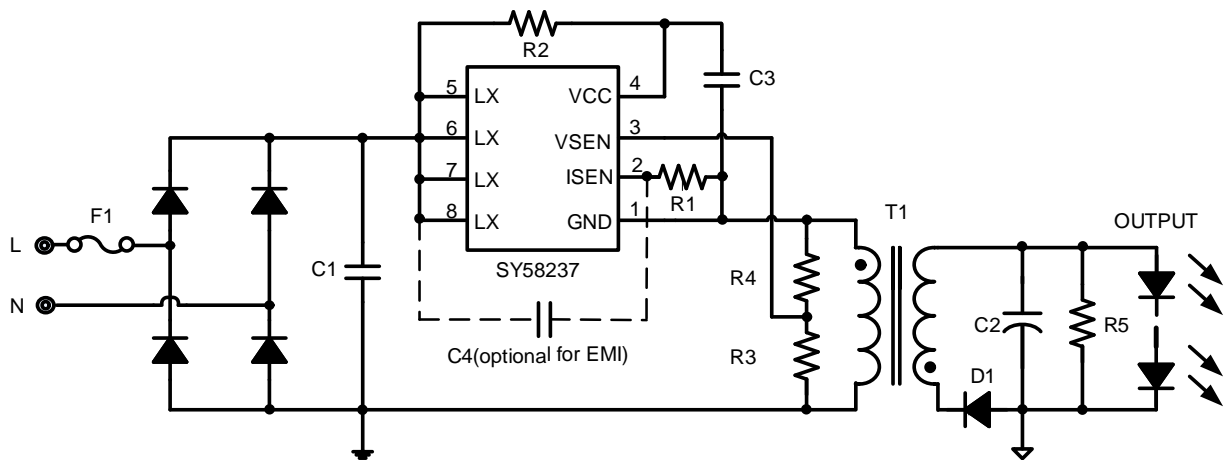 R2
C3
5 LX VCC 4
6 LX VSEN 3
7 LX ISEN 2
8 LX GND 1
R1
SY58237
F1
L
N
C1
C4(optional for EMI)
R4
R3
T1
OUTPUT
C2
R5
D1